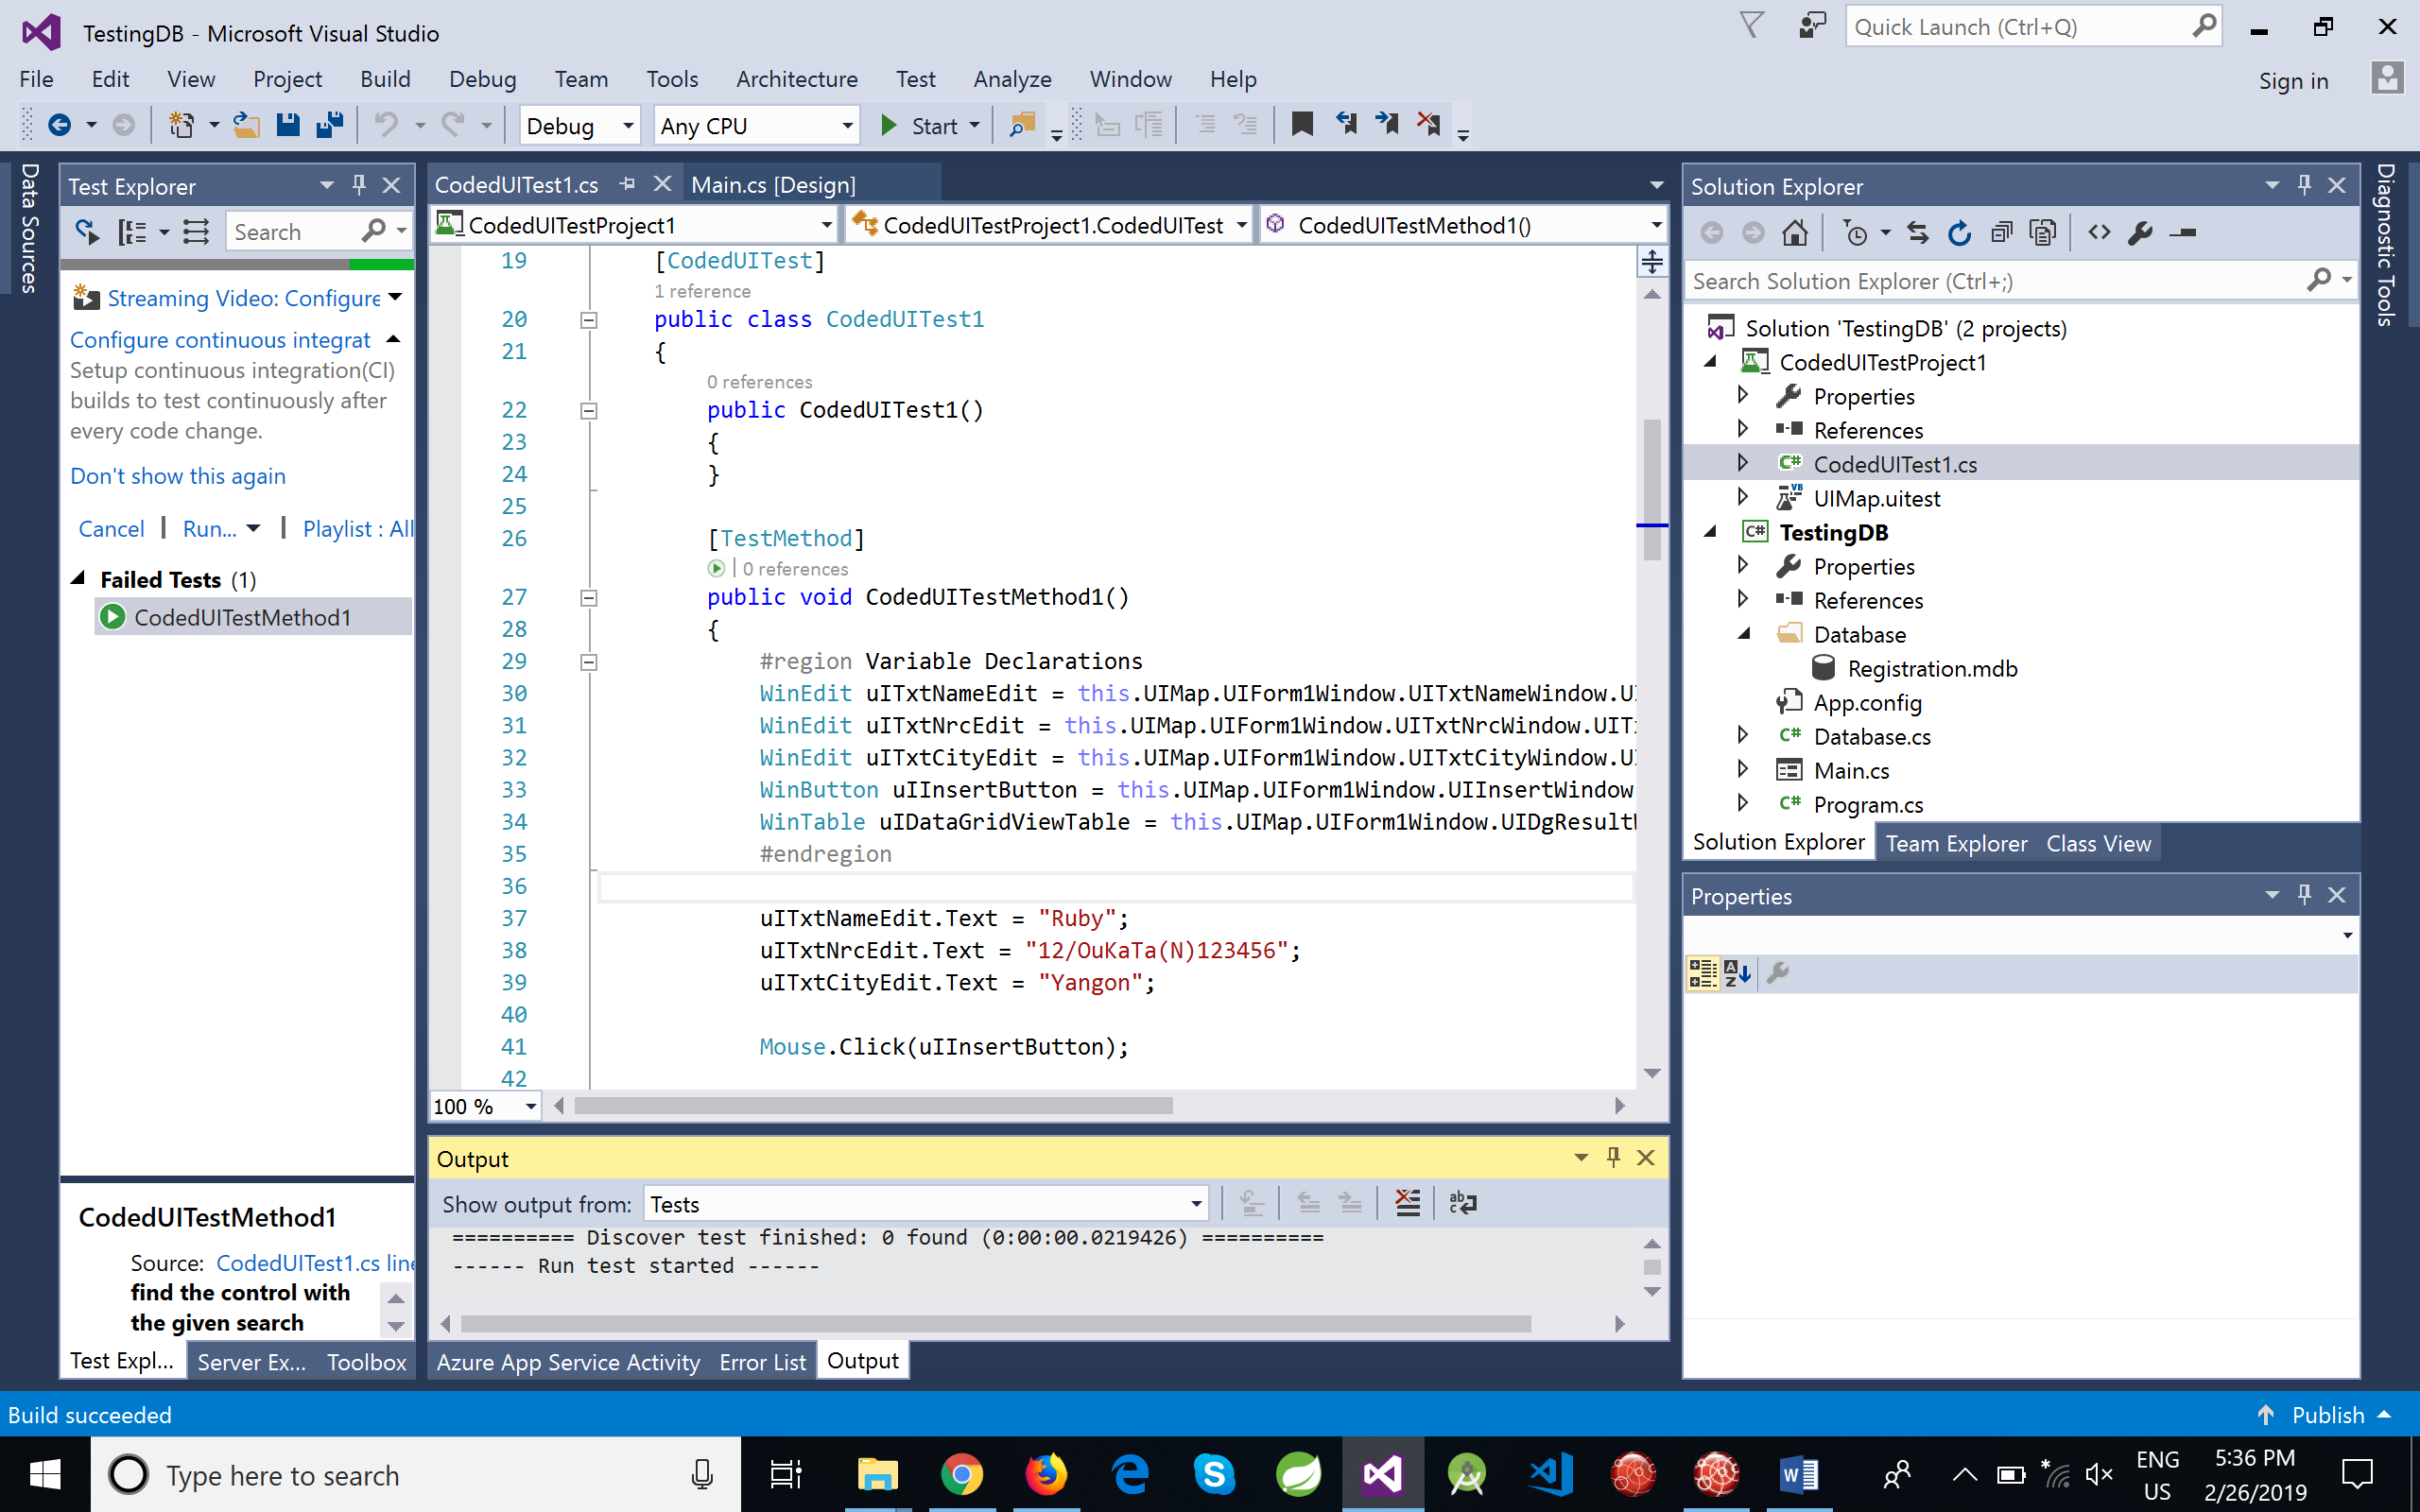 TestingDB - Microsoft Visual Studio
Quick Launch (Ctrl+Q)
File Edit View Project Build Debug Team Tools Architecture Test Analyze Window Help
Sign in
Debug Any CPU Start
Data Sources
Test Explorer
Search
Streaming Video: Configure
Configure continuous integrat
Setup continuous integration(CI)
builds to test continuously after
every code change.
Don't show this again
Cancel | Run... | Playlist : All
Failed Tests (1)
CodedUITestMethod1
CodedUITestMethod1
Source: CodedUITest1.cs line
find the control with
the given search
Test Expl... Server Ex... Toolbox
CodedUITest1.cs Main.cs [Design]
CodedUITestProject1 CodedUITestProject1.CodedUITest CodedUITestMethod1()
19 [CodedUITest]
1 reference
20 public class CodedUITest1
21 {
0 references
22 public CodedUITest1()
23 {
24 }
25
26 [TestMethod]
| 0 references
27 public void CodedUITestMethod1()
28 {
29 #region Variable Declarations
30 WinEdit uITxtNameEdit = this.UIMap.UIForm1Window.UITxtNameWindow.UI
31 WinEdit uITxtNrcEdit = this.UIMap.UIForm1Window.UITxtNrcWindow.UITx
32 WinEdit uITxtCityEdit = this.UIMap.UIForm1Window.UITxtCityWindow.UI
33 WinButton uIInsertButton = this.UIMap.UIForm1Window.UIInsertWindow.
34 WinTable uIDataGridViewTable = this.UIMap.UIForm1Window.UIDgResultW
35 #endregion
36
37 uITxtNameEdit.Text = "Ruby";
38 uITxtNrcEdit.Text = "12/OuKaTa(N)123456";
39 uITxtCityEdit.Text = "Yangon";
40
41 Mouse.Click(uIInsertButton);
42
100 %
Output
Show output from: Tests
========== Discover test finished: 0 found (0:00:00.0219426) ==========
------ Run test started ------
Azure App Service Activity Error List Output
Solution Explorer
Search Solution Explorer (Ctrl+;)
Solution 'TestingDB' (2 projects)
CodedUITestProject1
Properties
References
C# CodedUITest1.cs
VB UIMap.uitest
C# TestingDB
Properties
References
Database
Registration.mdb
App.config
C# Database.cs
Main.cs
C# Program.cs
Solution Explorer Team Explorer Class View
Properties
Diagnostic Tools
Build succeeded
Publish
Type here to search
ENG
US
5:36 PM
2/26/2019